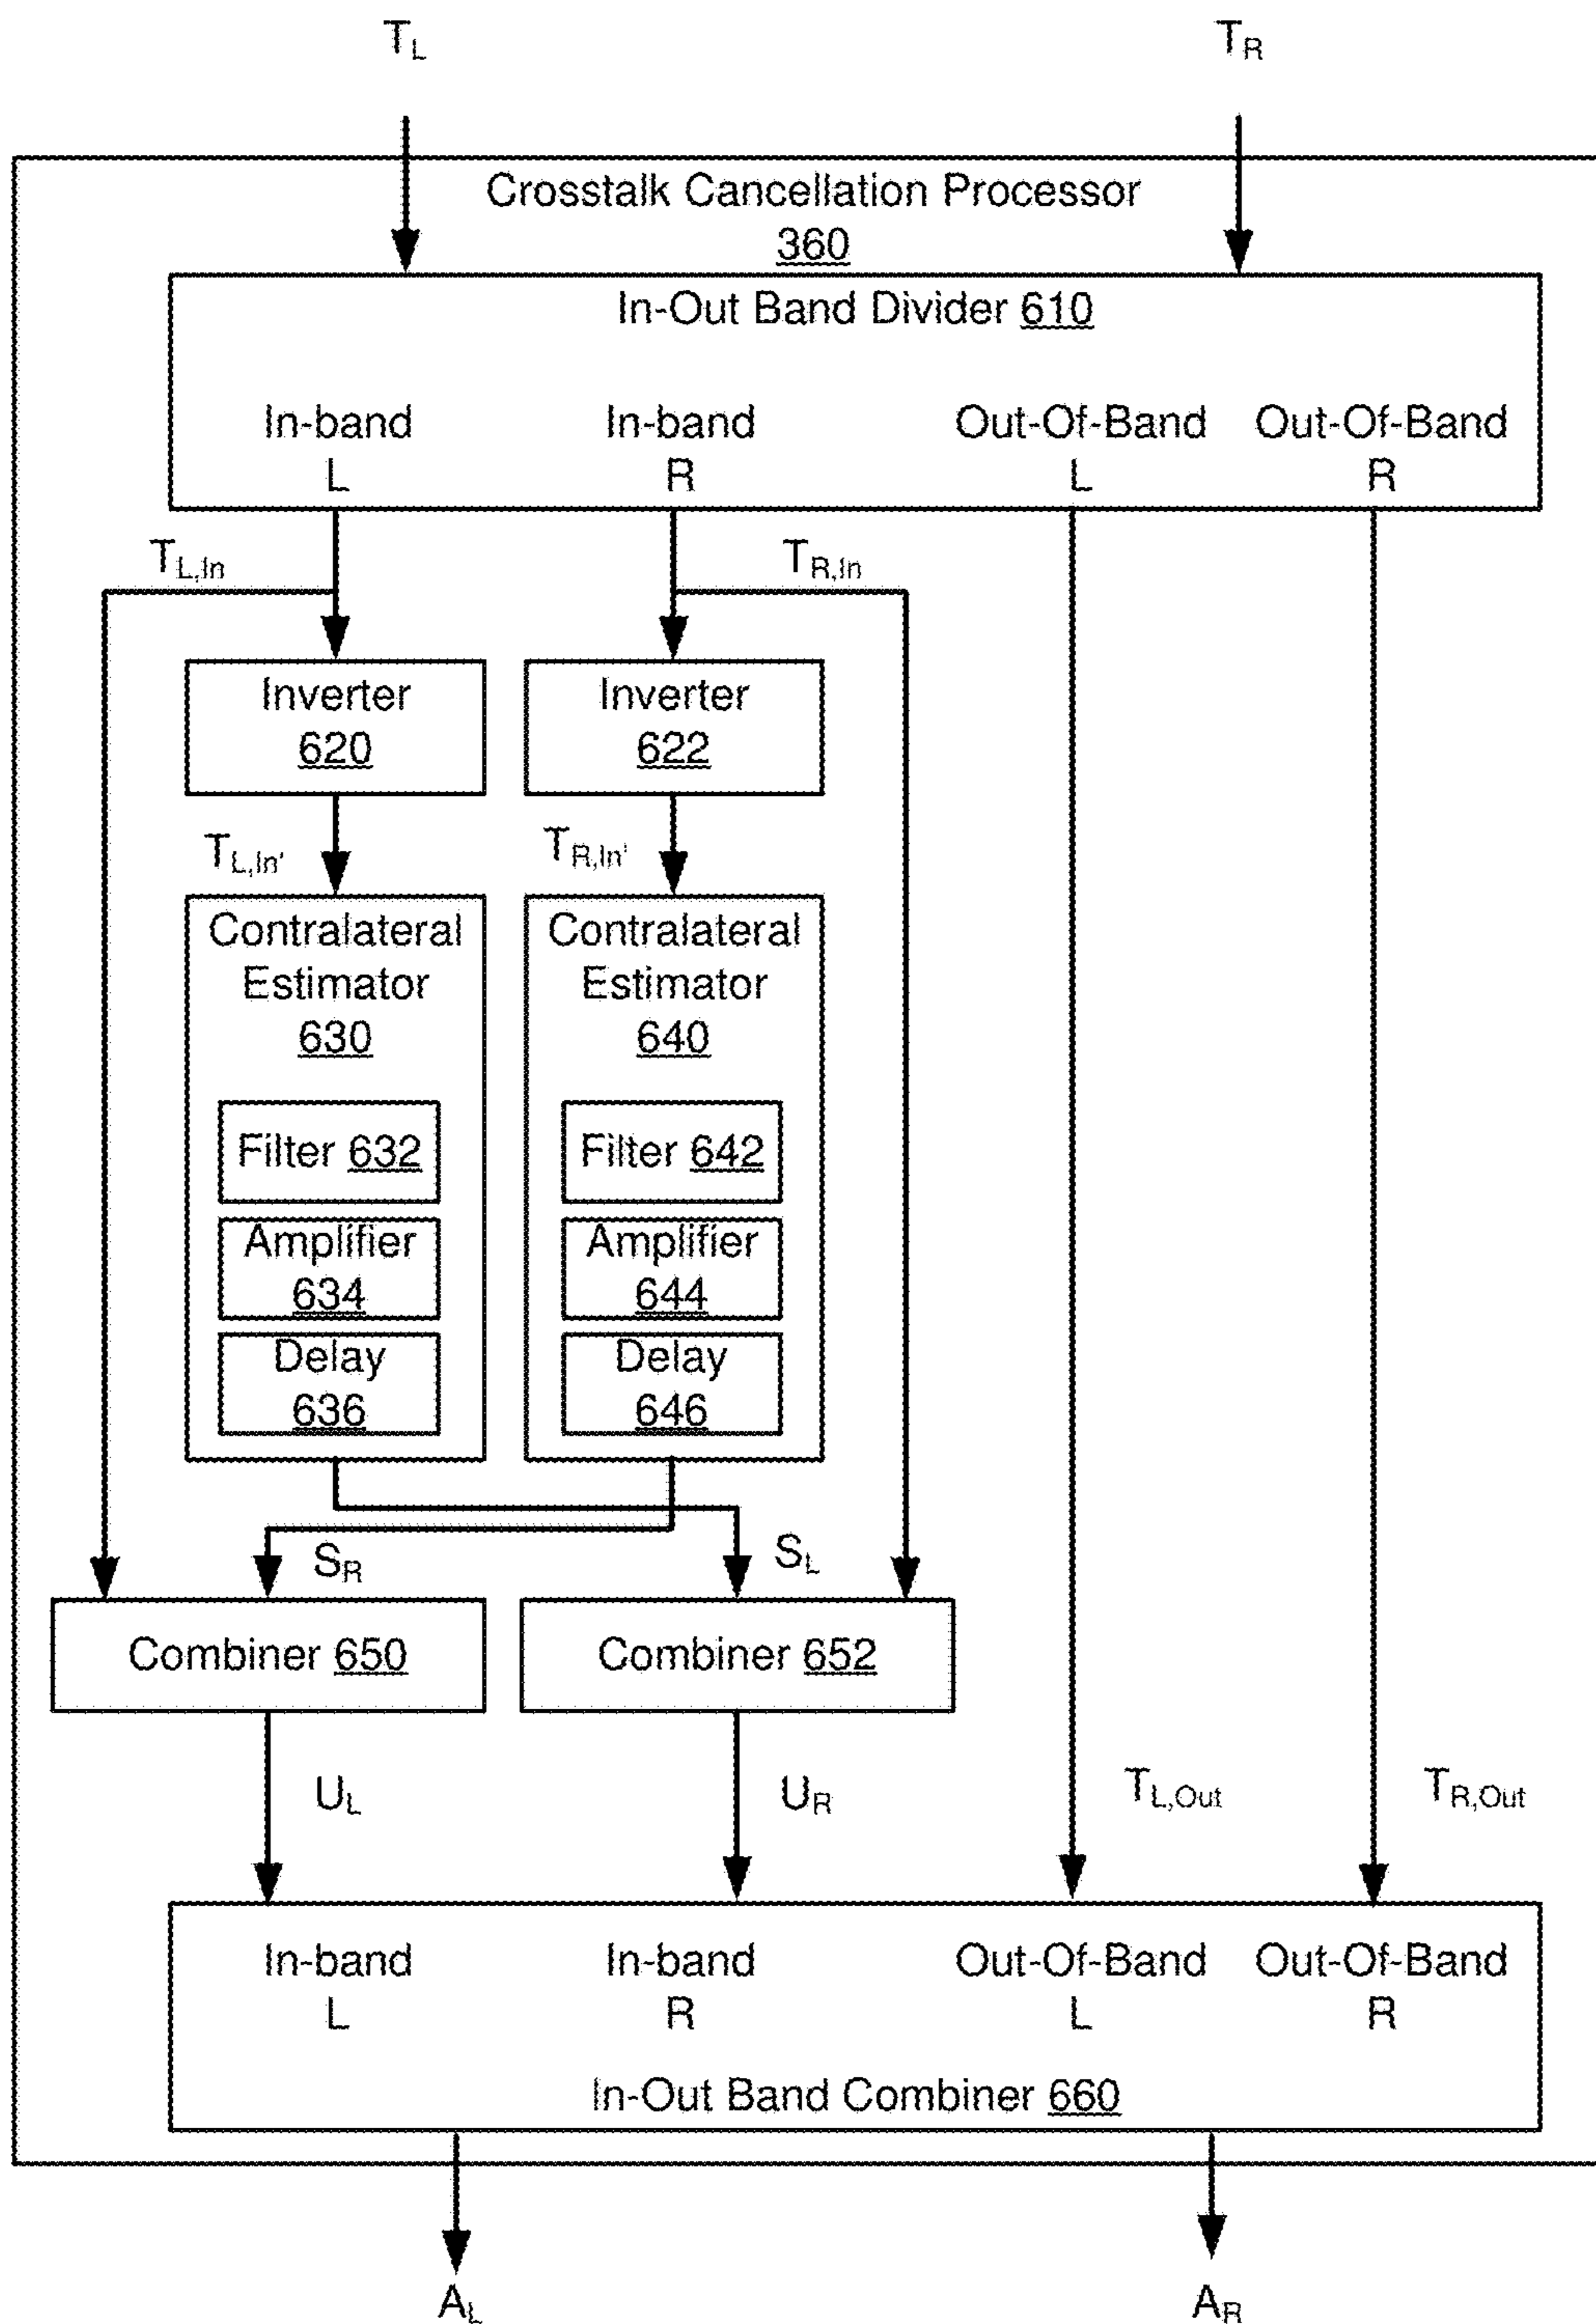 T_L T_R
Crosstalk Cancellation Processor
360
In-Out Band Divider 610
In-band In-band Out-Of-Band Out-Of-Band
L R L R
T_L,In T_R,In
Inverter Inverter
620 622
T_L,In' T_R,In'
Contralateral Contralateral
Estimator Estimator
630 640
Filter 632 Filter 642
Amplifier Amplifier
634 644
Delay Delay
636 646
S_R S_L
Combiner 650 Combiner 652
U_L U_R T_L,Out T_R,Out
In-band In-band Out-Of-Band Out-Of-Band
L R L R
In-Out Band Combiner 660
A_L A_R